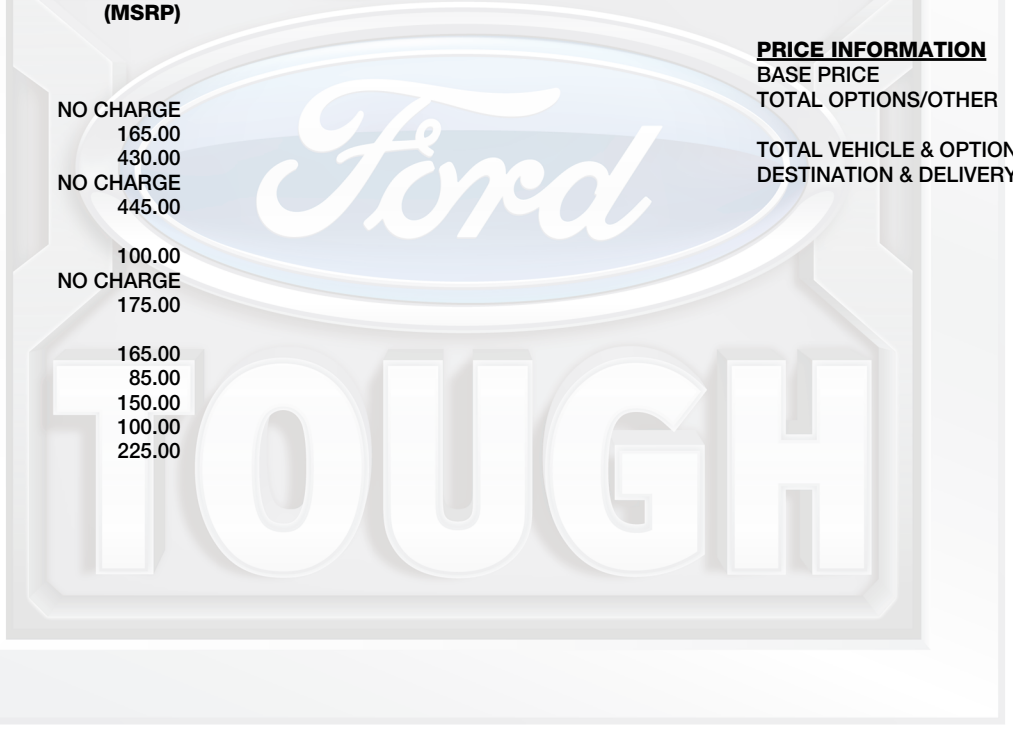 (MSRP)
NO CHARGE
165.00
430.00
NO CHARGE
445.00
100.00
NO CHARGE
175.00
165.00
85.00
150.00
100.00
225.00
PRICE INFORMATION
BASE PRICE
TOTAL OPTIONS/OTHER
TOTAL VEHICLE & OPTION
DESTINATION & DELIVERY
Ford
TOUGH